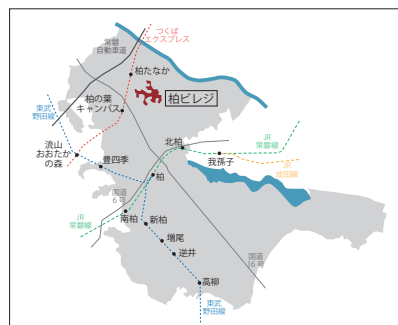 つくば
エクスプレス
常磐
自動車道
柏たなか
柏の葉
キャンパス
柏ビレジ
東武
野田線
流山
おおたか
の森
豊四季
北柏
JR
常磐線
我孫子
JR
成田線
柏
国道
6号
南柏
JR
常磐線
新柏
増尾
逆井
国道
16号
高柳
東武
野田線